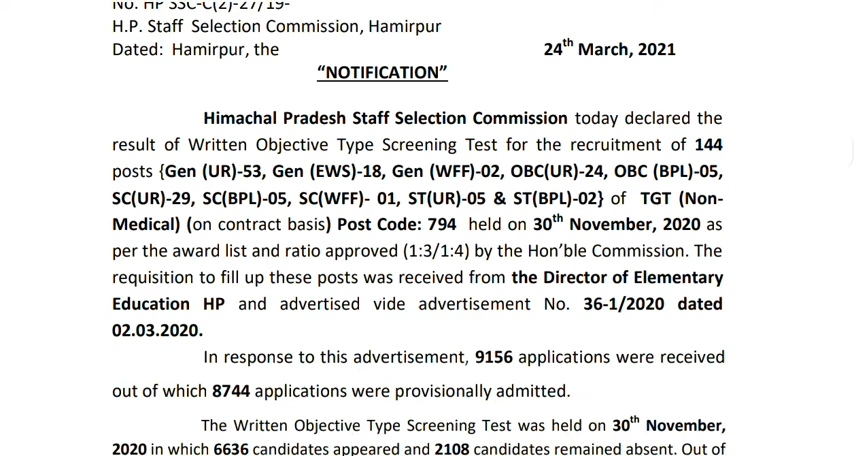 No. HP SSC-C(2)-27/19-
H.P. Staff Selection Commission, Hamirpur
Dated: Hamirpur, the 24th March, 2021
“NOTIFICATION”
Himachal Pradesh Staff Selection Commission today declared the
result of Written Objective Type Screening Test for the recruitment of 144
posts {Gen (UR)-53, Gen (EWS)-18, Gen (WFF)-02, OBC(UR)-24, OBC (BPL)-05,
SC(UR)-29, SC(BPL)-05, SC(WFF)- 01, ST(UR)-05 & ST(BPL)-02} of TGT (Non-
Medical) (on contract basis) Post Code: 794 held on 30th November, 2020 as
per the award list and ratio approved (1:3/1:4) by the Hon’ble Commission. The
requisition to fill up these posts was received from the Director of Elementary
Education HP and advertised vide advertisement No. 36-1/2020 dated
02.03.2020.
In response to this advertisement, 9156 applications were received
out of which 8744 applications were provisionally admitted.
The Written Objective Type Screening Test was held on 30th November,
2020 in which 6636 candidates appeared and 2108 candidates remained absent. Out of